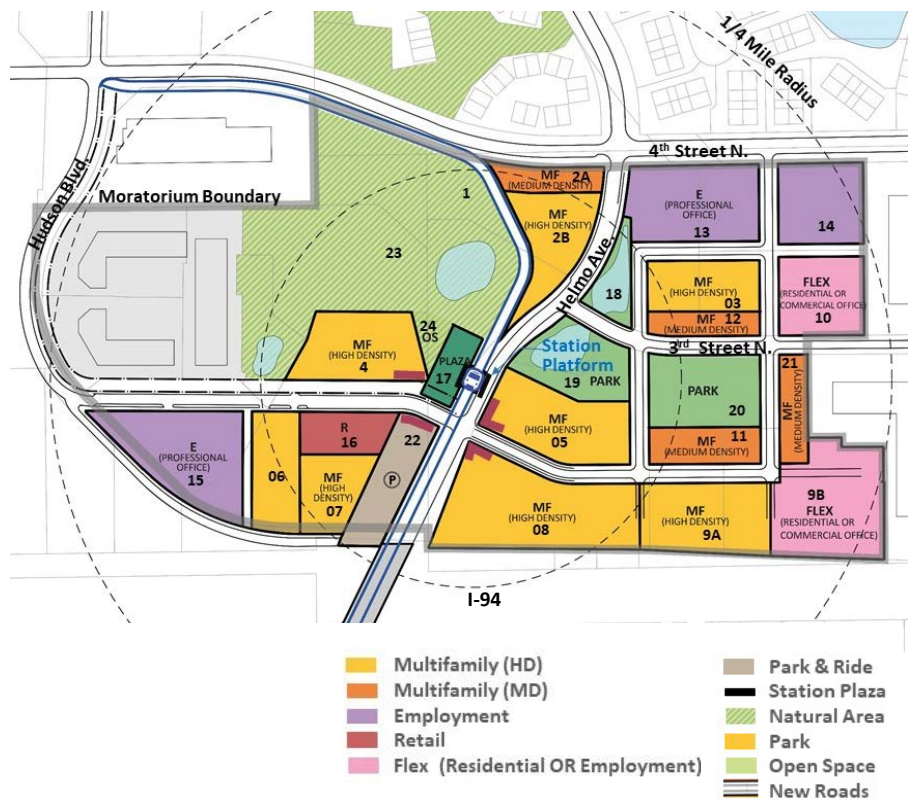 1/4 Mile Radius
4th Street N.
Hudson Blvd.
Moratorium Boundary
1
MF 2A
(MEDIUM DENSITY)
MF
(HIGH DENSITY)
2B
E
(PROFESSIONAL
OFFICE)
13
14
23
Helmo Ave.
18
MF
(HIGH DENSITY) 03
MF 12
(MEDIUM DENSITY)
FLEX
(RESIDENTIAL OR
COMMERCIAL OFFICE)
10
24
OS
MF
(HIGH DENSITY)
4
PLAZA
17
Station
Platform
19 PARK
3rd Street N.
21
MF
(MEDIUM DENSITY)
PARK
20
E
(PROFESSIONAL
OFFICE)
15
06
R
16
22
P
MF
(HIGH
DENSITY)
07
MF
(HIGH DENSITY)
05
11
MF
(MEDIUM DENSITY)
MF
(HIGH DENSITY)
08
MF
(HIGH DENSITY)
9A
9B
FLEX
(RESIDENTIAL OR
COMMERCIAL OFFICE)
I-94
Multifamily (HD)
Multifamily (MD)
Employment
Retail
Flex (Residential OR Employment)
Park & Ride
Station Plaza
Natural Area
Park
Open Space
New Roads